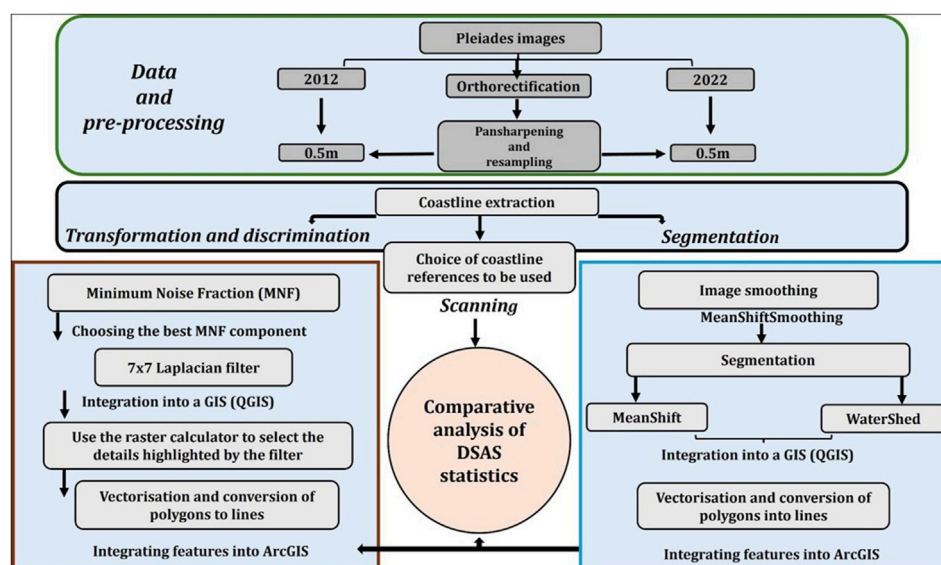 Pleiades images
Data
and
pre-processing
2012
Orthorectification
2022
Pansharpening
and
resampling
0.5m
0.5m
Coastline extraction
Transformation and discrimination
Segmentation
Choice of coastline
references to be used
Scanning
Comparative
analysis of
DSAS
statistics
Minimum Noise Fraction (MNF)
Choosing the best MNF component
7x7 Laplacian filter
Integration into a GIS (QGIS)
Use the raster calculator to select the
details highlighted by the filter
Vectorisation and conversion of
polygons to lines
Integrating features into ArcGIS
Image smoothing
MeanShiftSmoothing
Segmentation
MeanShift
WaterShed
Integration into a GIS (QGIS)
Vectorisation and conversion of
polygons into lines
Integrating features into ArcGIS